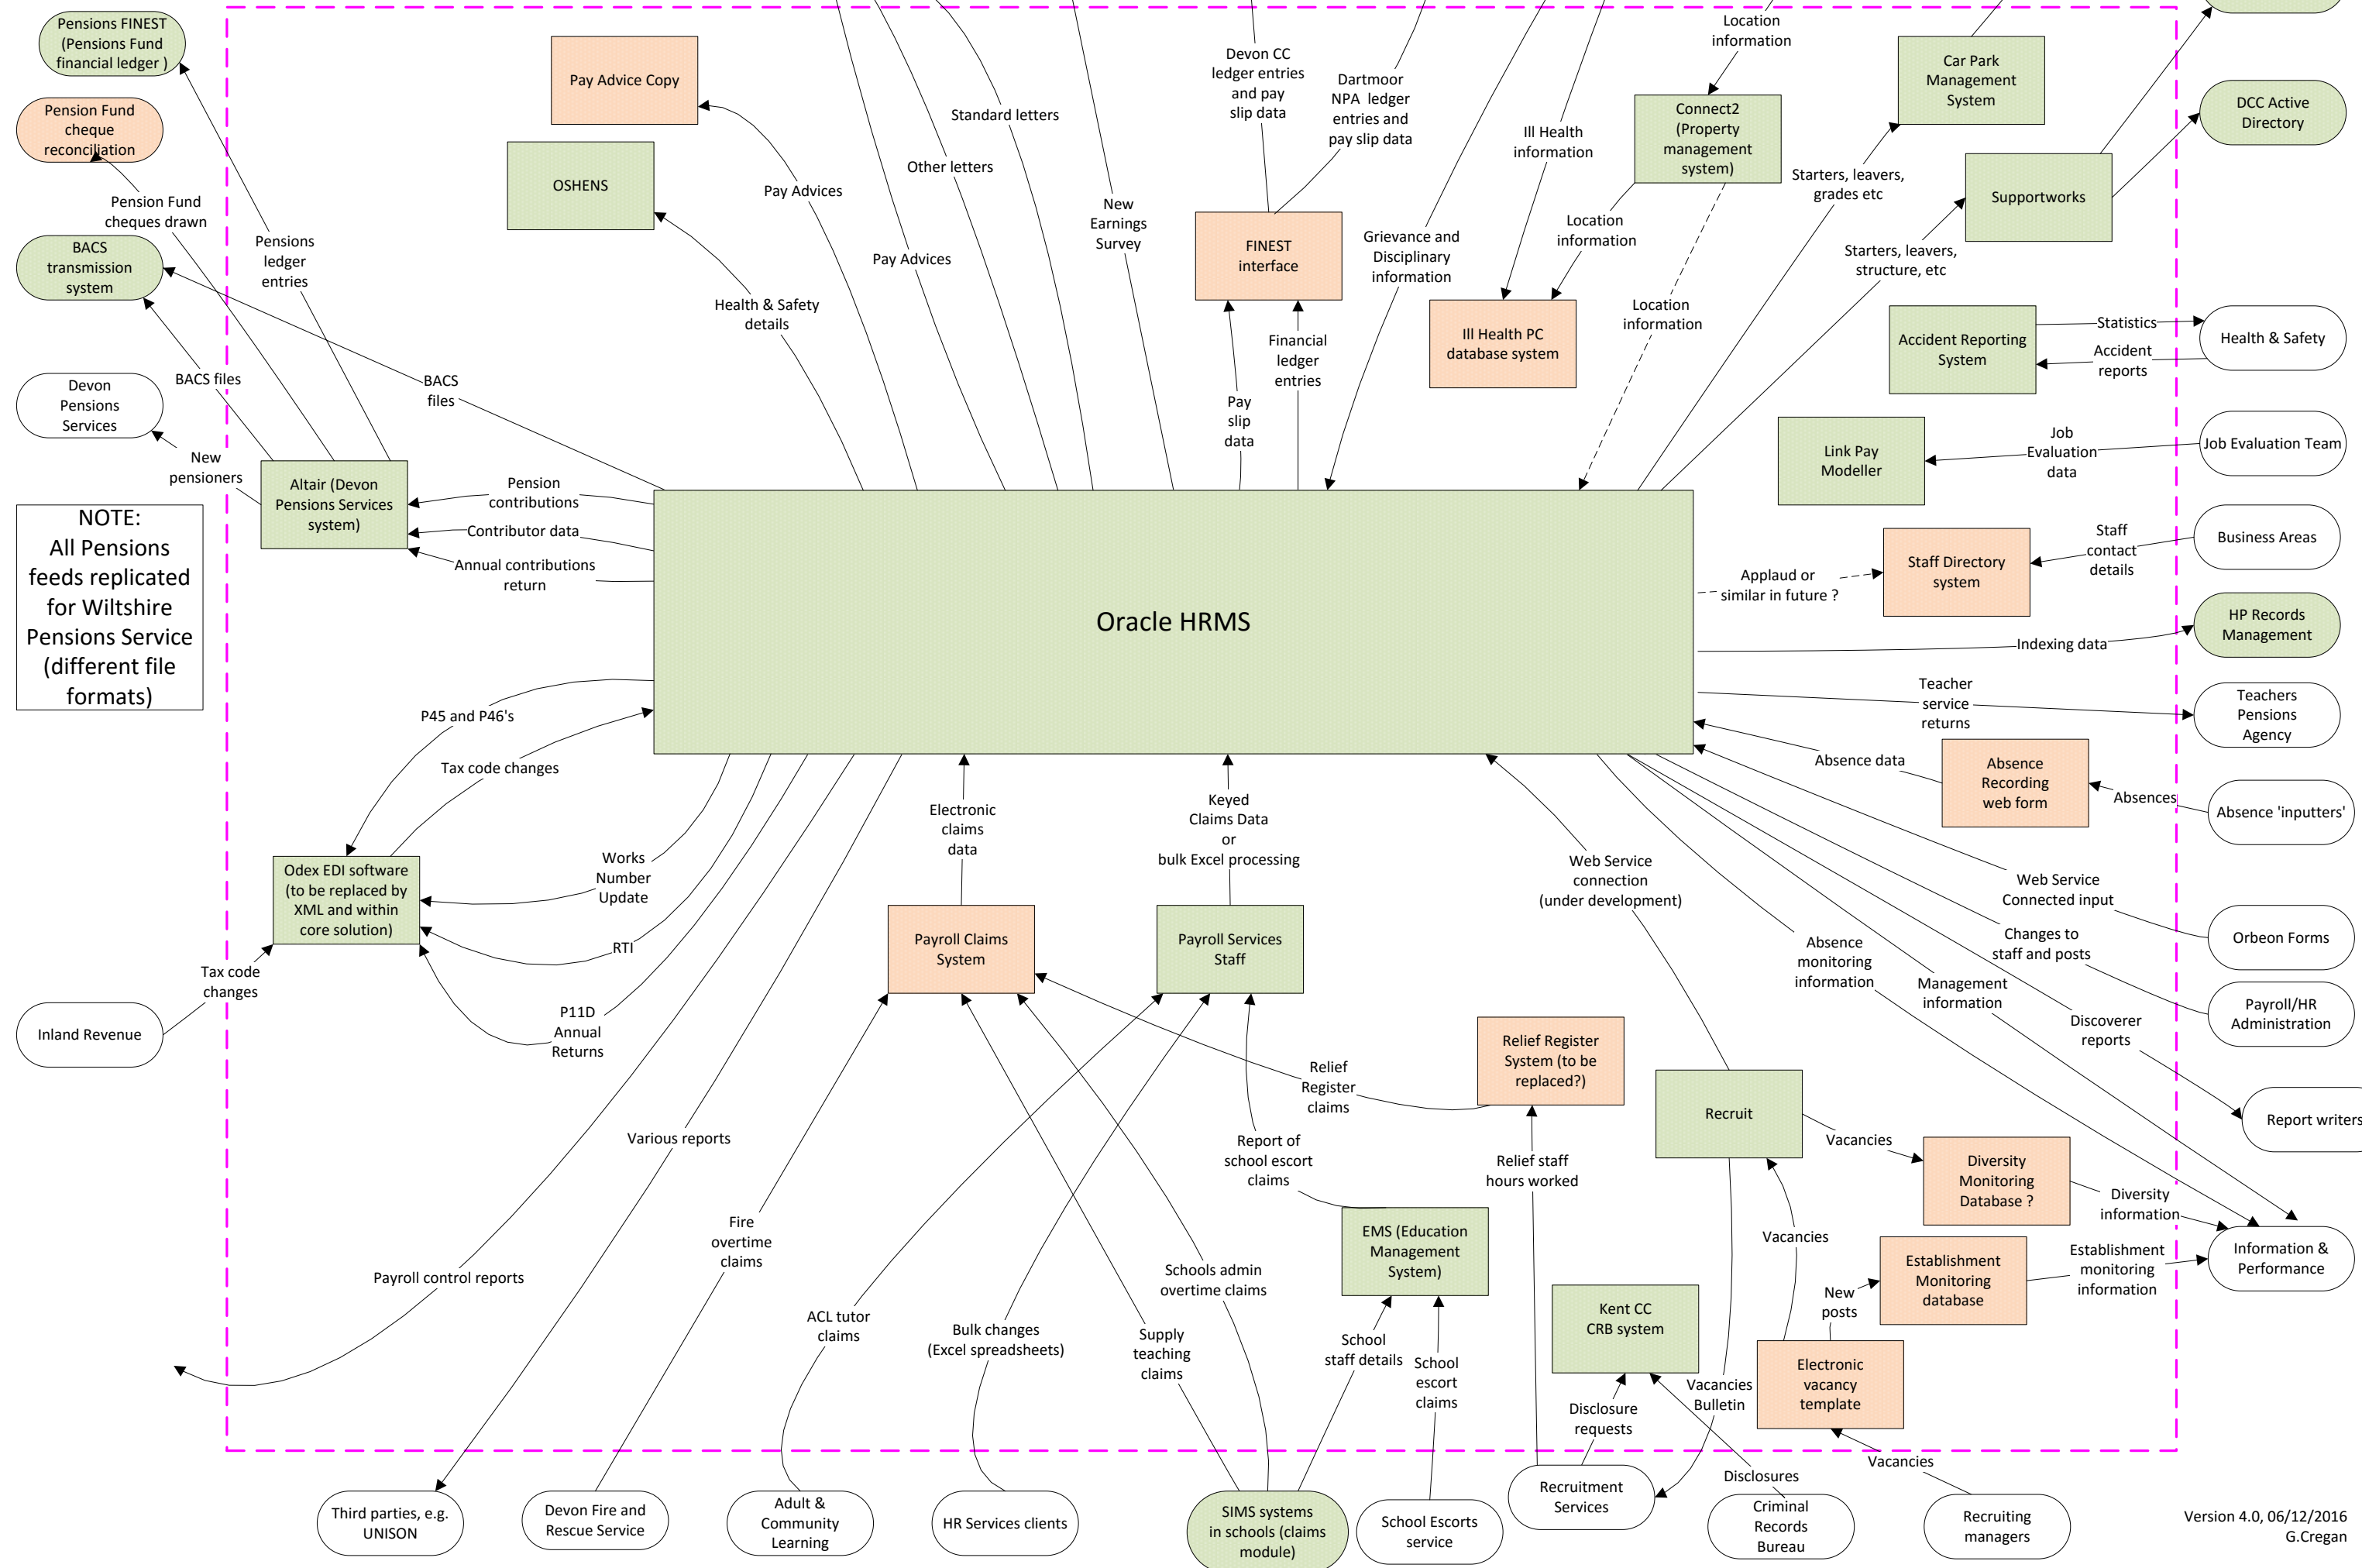 Pensions FINEST
(Pensions Fund
financial ledger )
Pension Fund
cheque
reconciliation
Pension Fund
cheques drawn
BACS
transmission
system
Pensions
ledger
entries
BACS files
Devon
Pensions
Services
New
pensioners
BACS
files
Altair (Devon
Pensions Services
system)
Pension
contributions
Contributor data
Annual contributions
return
NOTE:
All Pensions
feeds replicated
for Wiltshire
Pensions Service
(different file
formats)
Pay Advice Copy
OSHENS
Health & Safety
details
Pay Advices
Pay Advices
Other letters
Standard letters
New
Earnings
Survey
Devon CC
ledger entries
and pay
slip data
Dartmoor
NPA  ledger
entries and
pay slip data
FINEST
interface
Pay
slip
data
Financial
ledger
entries
Grievance and
Disciplinary
information
Ill Health
information
Location
information
Connect2
(Property
management
system)
Location
information
Location
information
Ill Health PC
database system
Car Park
Management
System
Starters, leavers,
grades etc
Supportworks
Starters, leavers,
structure, etc
DCC Active
Directory
Accident Reporting
System
Statistics
Accident
reports
Health & Safety
Link Pay
Modeller
Job
Evaluation
data
Job Evaluation Team
Staff Directory
system
Staff
contact
details
Business Areas
Applaud or
similar in future ?
Oracle HRMS
Indexing data
HP Records
Management
Teacher
service
returns
Teachers
Pensions
Agency
Absence data
Absence
Recording
web form
Absences
Absence 'inputters'
P45 and P46's
Tax code changes
Odex EDI software
(to be replaced by
XML and within
core solution)
Works
Number
Update
RTI
P11D
Annual
Returns
Tax code
changes
Inland Revenue
Electronic
claims
data
Keyed
Claims Data
or
bulk Excel processing
Payroll Claims
System
Payroll Services
Staff
Web Service
connection
(under development)
Web Service
Connected input
Orbeon Forms
Absence
monitoring
information
Management
information
Changes to
staff and posts
Payroll/HR
Administration
Discoverer
reports
Report writers
Relief
Register
claims
Relief Register
System (to be
replaced?)
Recruit
Vacancies
Diversity
Monitoring
Database ?
Diversity
information
Various reports
Report of
school escort
claims
Relief staff
hours worked
Fire
overtime
claims
EMS (Education
Management
System)
Vacancies
Establishment
Monitoring
database
Establishment
monitoring
information
Information &
Performance
Payroll control reports
Schools admin
overtime claims
New
posts
ACL tutor
claims
Bulk changes
(Excel spreadsheets)
Supply
teaching
claims
School
staff details
School
escort
claims
Kent CC
CRB system
Disclosure
requests
Vacancies
Bulletin
Electronic
vacancy
template
Disclosures
Vacancies
Third parties, e.g.
UNISON
Devon Fire and
Rescue Service
Adult &
Community
Learning
HR Services clients
SIMS systems
in schools (claims
module)
School Escorts
service
Recruitment
Services
Criminal
Records
Bureau
Recruiting
managers
Version 4.0, 06/12/2016
G.Cregan